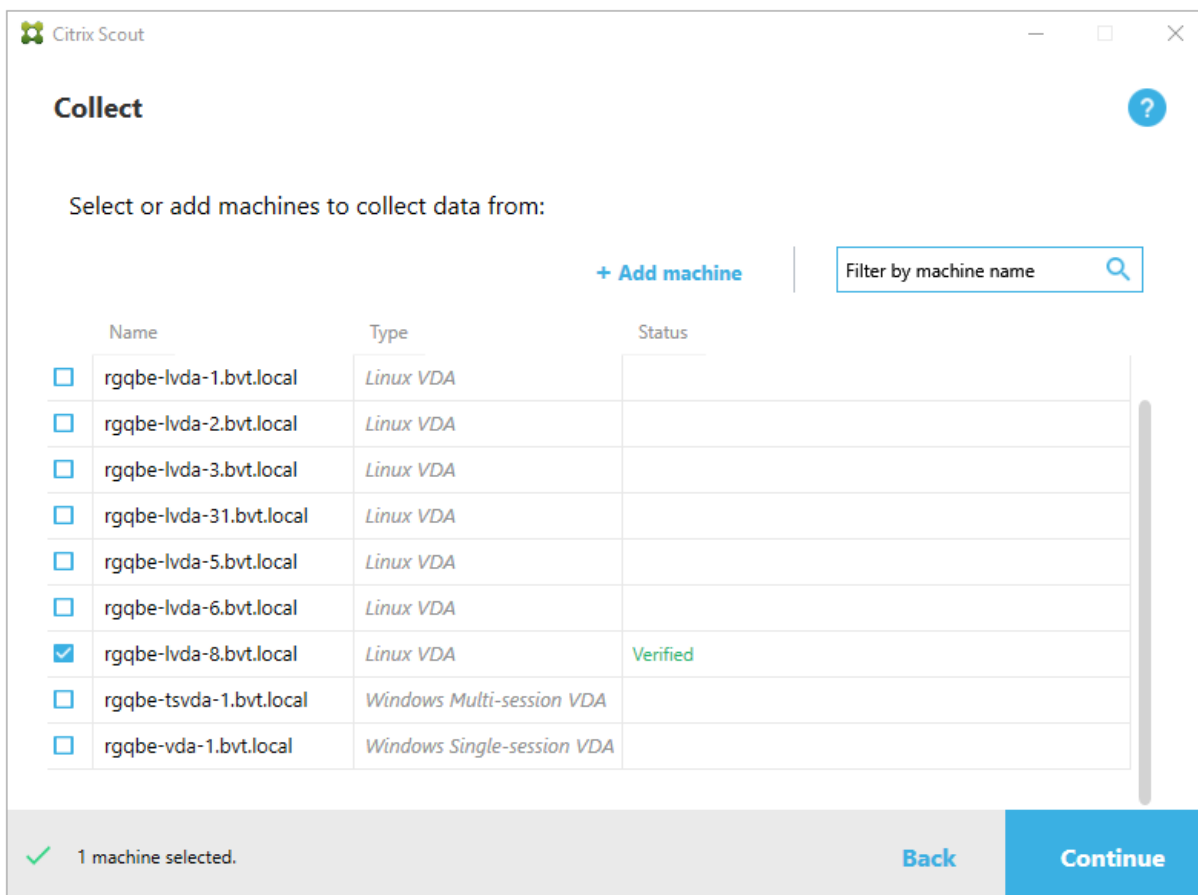 Citrix Scout
Collect
?
Select or add machines to collect data from:
+ Add machine
Filter by machine name
Name Type Status
rgqbe-lvda-1.bvt.local Linux VDA
rgqbe-lvda-2.bvt.local Linux VDA
rgqbe-lvda-3.bvt.local Linux VDA
rgqbe-lvda-31.bvt.local Linux VDA
rgqbe-lvda-5.bvt.local Linux VDA
rgqbe-lvda-6.bvt.local Linux VDA
rgqbe-lvda-8.bvt.local Linux VDA Verified
rgqbe-tsvda-1.bvt.local Windows Multi-session VDA
rgqbe-vda-1.bvt.local Windows Single-session VDA
1 machine selected. Back Continue